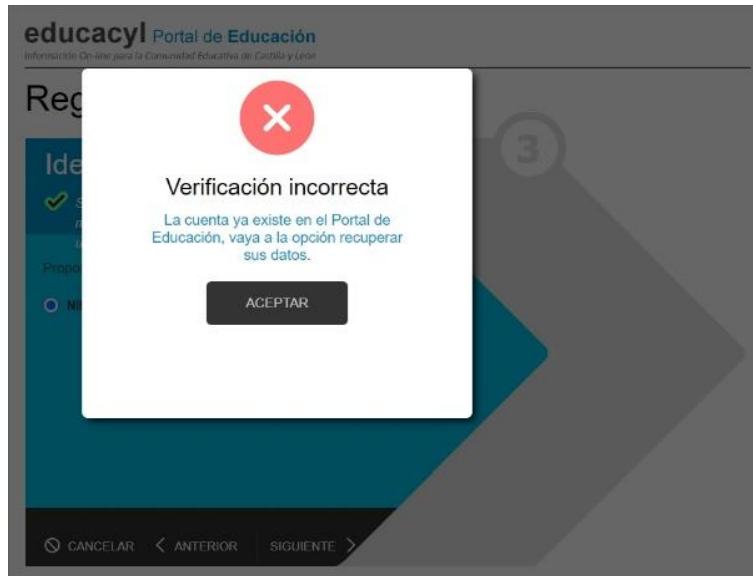 educacyl Portal de Educación
Información On-line para la Comunidad Educativa de Castilla y León
Reg
3
Ide
Verificación incorrecta
La cuenta ya existe en el Portal de
Educación, vaya a la opción recuperar
sus datos.
Propo
NI
ACEPTAR
CANCELAR ANTERIOR SIGUIENTE